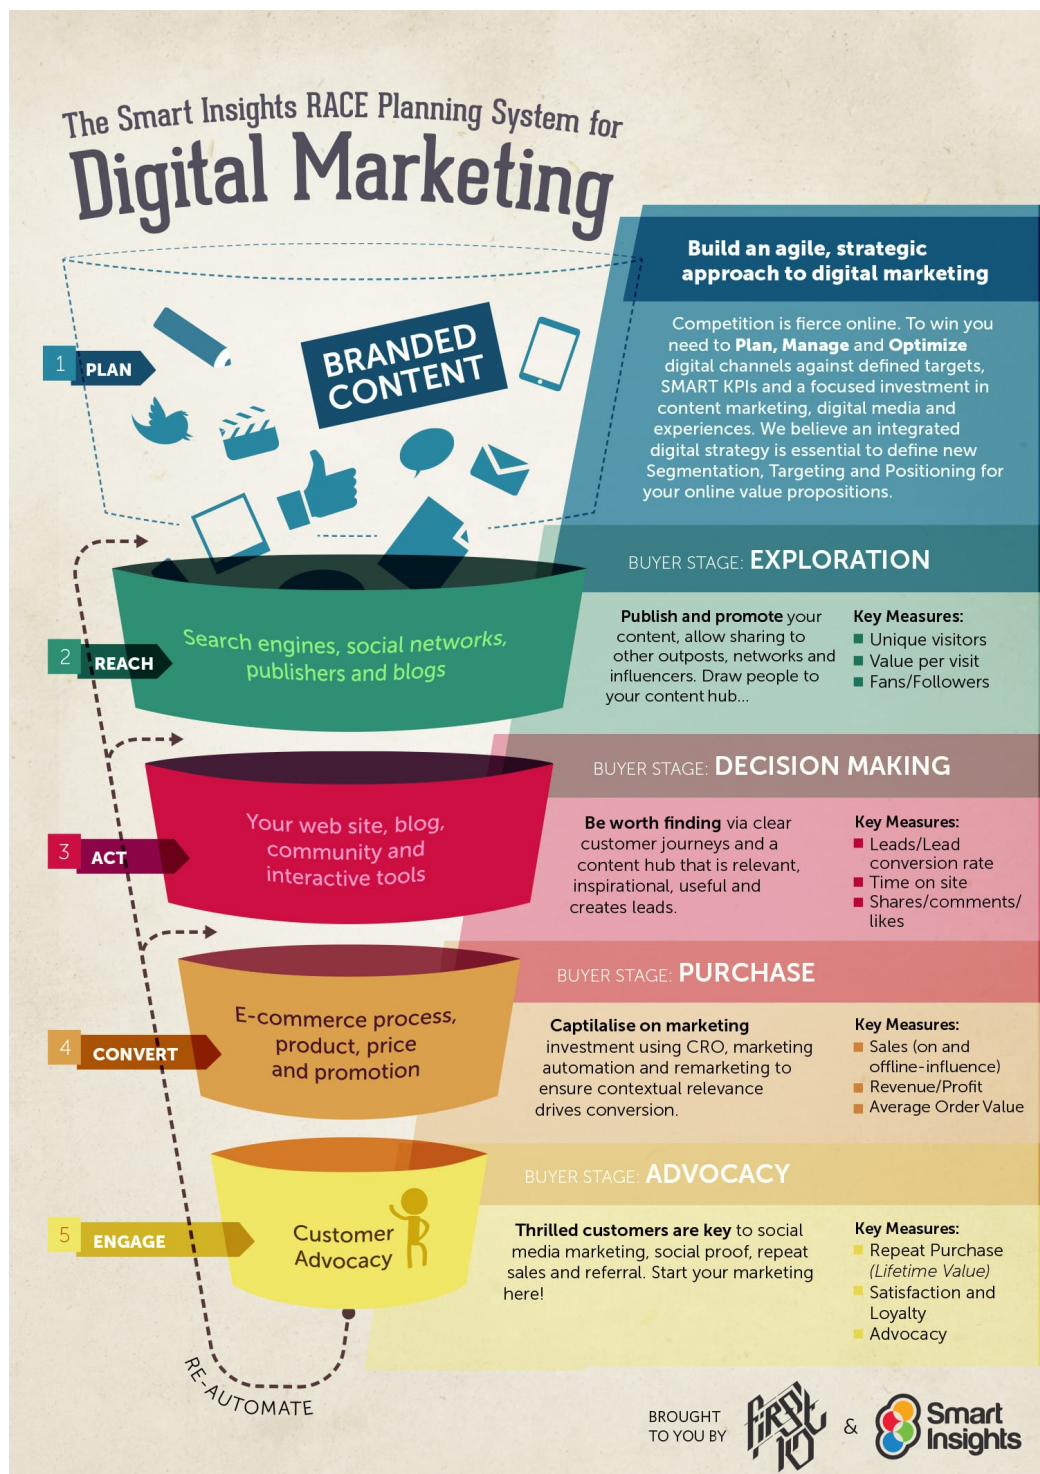 The Smart Insights RACE Planning System for
Digital Marketing
Build an agile, strategic
approach to digital marketing
Competition is fierce online. To win you
need to Plan, Manage and Optimize
digital channels against defined targets,
SMART KPIs and a focused investment in
content marketing, digital media and
experiences. We believe an integrated
digital strategy is essential to define new
Segmentation, Targeting and Positioning for
your online value propositions.
1 PLAN
BRANDED
CONTENT
BUYER STAGE: EXPLORATION
2 REACH
Search engines, social networks,
publishers and blogs
Publish and promote your
content, allow sharing to
other outposts, networks and
influencers. Draw people to
your content hub...
Key Measures:
Unique visitors
Value per visit
Fans/Followers
BUYER STAGE: DECISION MAKING
3 ACT
Your web site, blog,
community and
interactive tools
Be worth finding via clear
customer journeys and a
content hub that is relevant,
inspirational, useful and
creates leads.
Key Measures:
Leads/Lead
conversion rate
Time on site
Shares/comments/
likes
BUYER STAGE: PURCHASE
4 CONVERT
E-commerce process,
product, price
and promotion
Captilalise on marketing
investment using CRO, marketing
automation and remarketing to
ensure contextual relevance
drives conversion.
Key Measures:
Sales (on and
offline-influence)
Revenue/Profit
Average Order Value
BUYER STAGE: ADVOCACY
5 ENGAGE
Customer
Advocacy
Thrilled customers are key to social
media marketing, social proof, repeat
sales and referral. Start your marketing
here!
Key Measures:
Repeat Purchase
(Lifetime Value)
Satisfaction and
Loyalty
Advocacy
RE-AUTOMATE
BROUGHT
TO YOU BY
FIRST
10
&
Smart
Insights